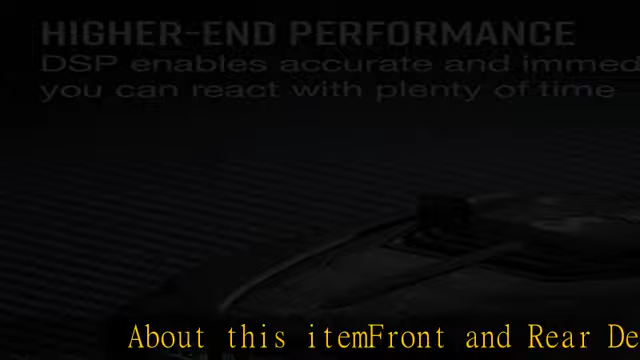 HIGHER-END PERFORMANCE
DSP enables accurate and immed
you can react with plenty of time
About this itemFront and Rear De